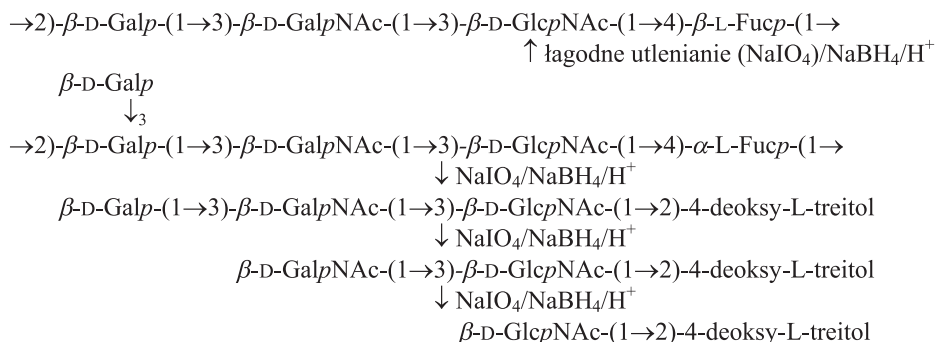 →2)-β-D-Galp-(1→3)-β-D-GalpNAc-(1→3)-β-D-GlcpNAc-(1→4)-β-L-Fucp-(1→
↑ łagodne utlenianie (NaIO₄)/NaBH₄/H⁺
β-D-Galp
↓₃
→2)-β-D-Galp-(1→3)-β-D-GalpNAc-(1→3)-β-D-GlcpNAc-(1→4)-α-L-Fucp-(1→
↓ NaIO₄/NaBH₄/H⁺
β-D-Galp-(1→3)-β-D-GalpNAc-(1→3)-β-D-GlcpNAc-(1→2)-4-deoksy-L-treitol
↓ NaIO₄/NaBH₄/H⁺
β-D-GalpNAc-(1→3)-β-D-GlcpNAc-(1→2)-4-deoksy-L-treitol
↓ NaIO₄/NaBH₄/H⁺
β-D-GlcpNAc-(1→2)-4-deoksy-L-treitol